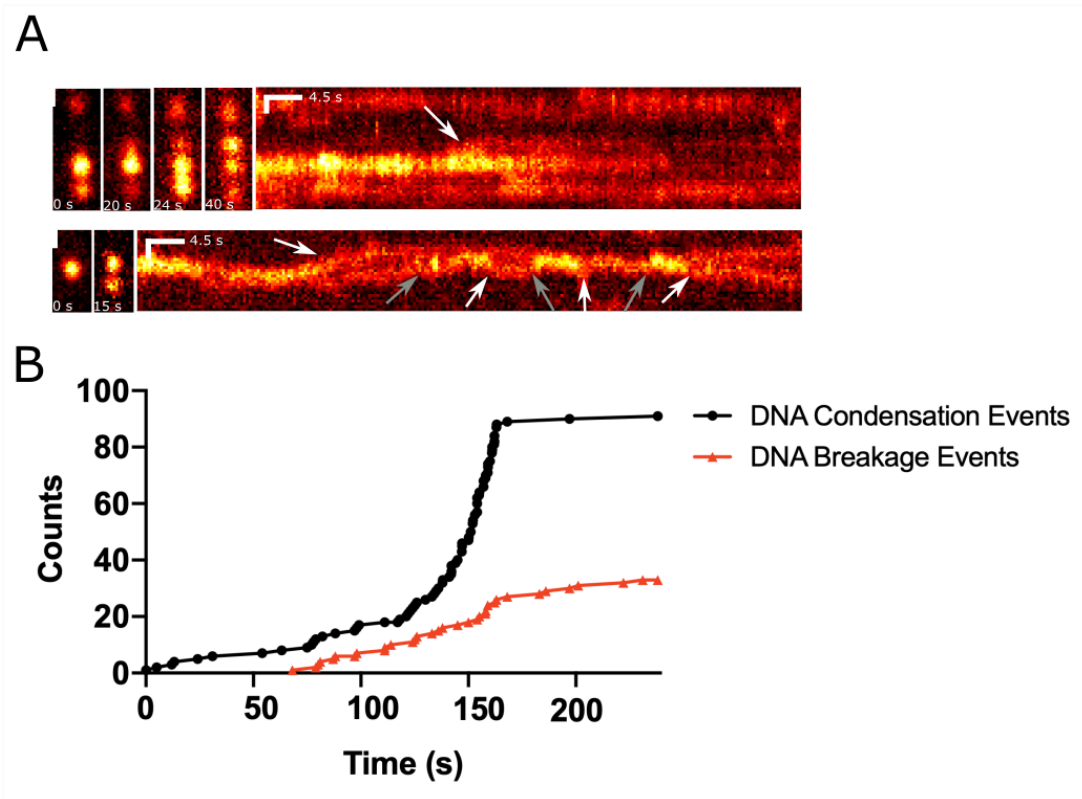 A
4.5 s
0 s 20 s 24 s 40 s
4.5 s
0 s 15 s
B
100
80
60
40
20
0
Counts
0 50 100 150 200
Time (s)
DNA Condensation Events
DNA Breakage Events